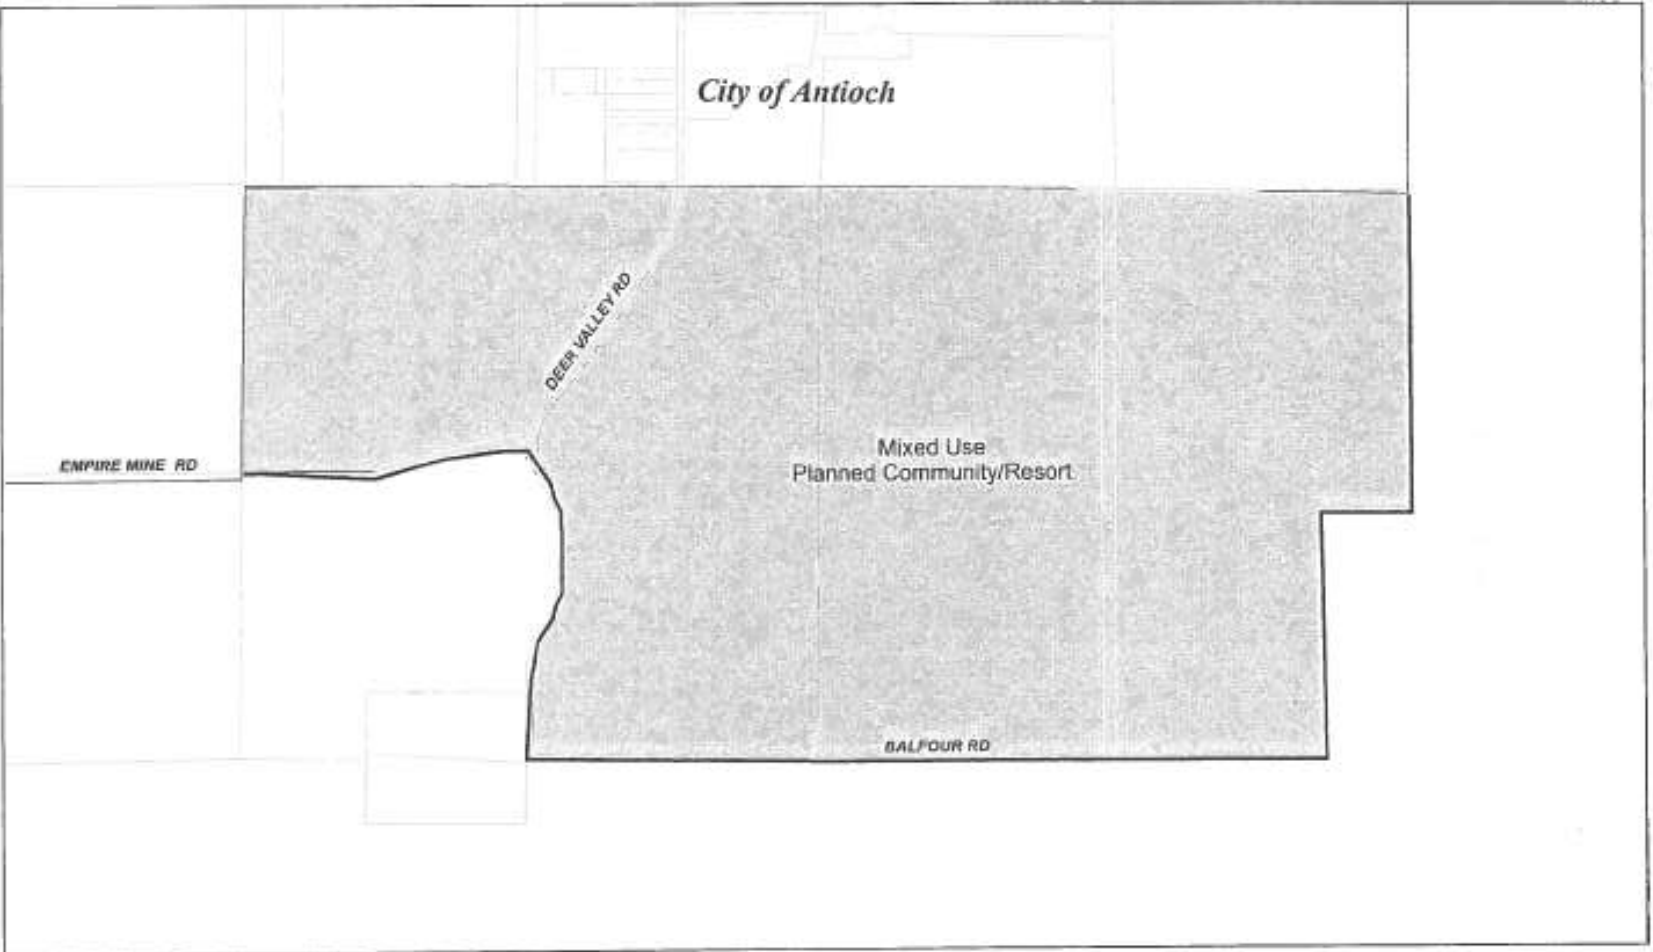 City of Antioch
DEER VALLEY RD
Mixed Use
Planned Community/Resort
EMPIRE MINE RD
BALFOUR RD